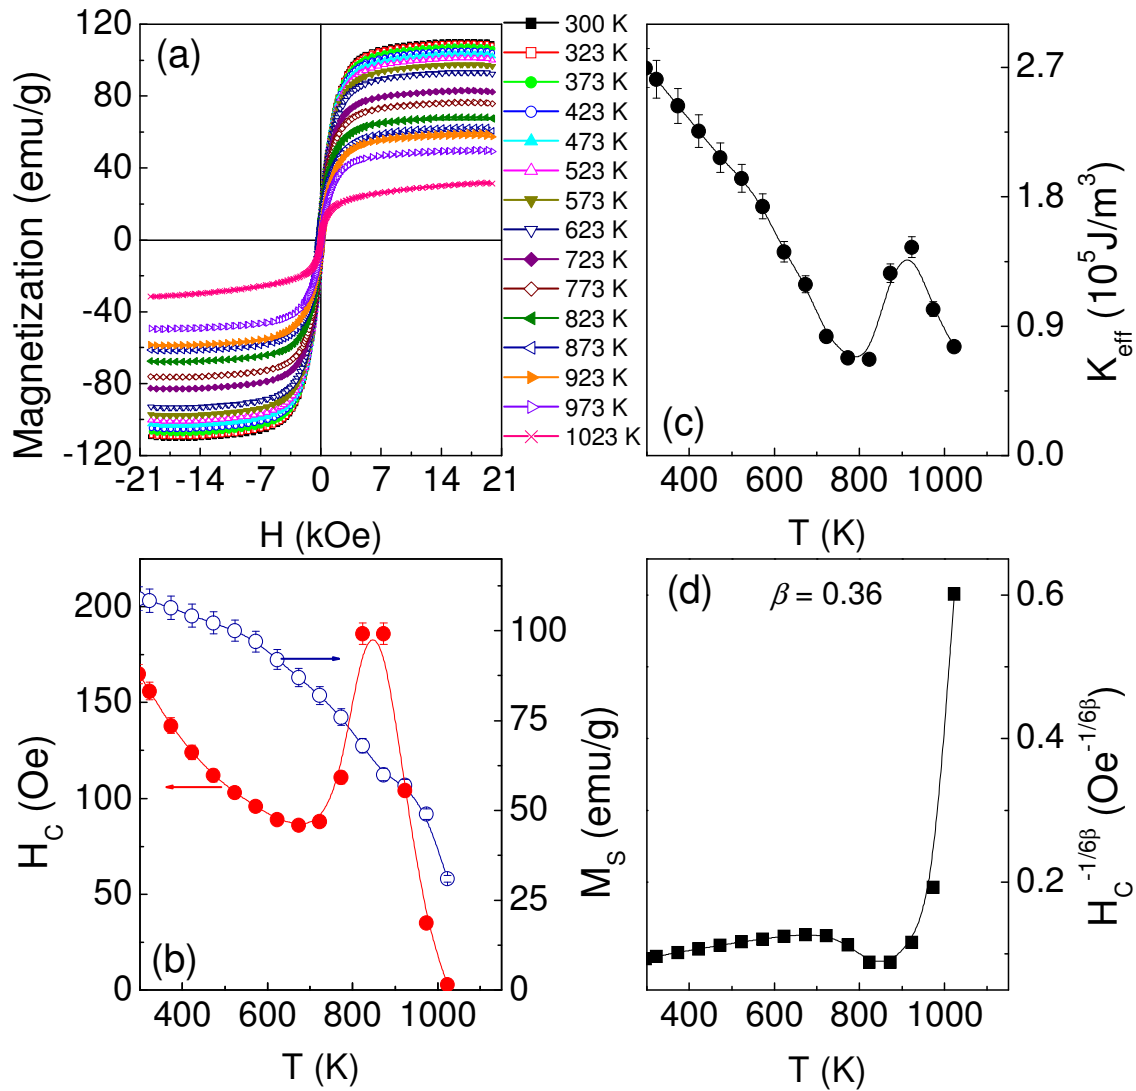 (a)
Magnetization (emu/g)
120
80
40
0
-40
-80
-120
-21 -14 -7 0 7 14 21
H (kOe)
300 K
323 K
373 K
423 K
473 K
523 K
573 K
623 K
723 K
773 K
823 K
873 K
923 K
973 K
1023 K
(c)
2.7
1.8
0.9
0.0
K_eff (10^5 J/m^3)
400 600 800 1000
T (K)
(b)
H_C (Oe)
200
150
100
50
0
100
75
50
25
0
M_S (emu/g)
400 600 800 1000
T (K)
(d)
β = 0.36
0.6
0.4
0.2
H_C^-1/6β (Oe^-1/6β)
400 600 800 1000
T (K)